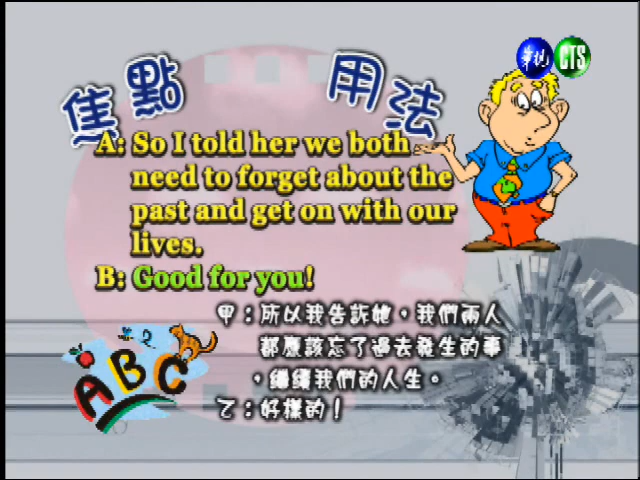 華視 CTS
焦點 用法
A: So I told her we both
need to forget about the
past and get on with our
lives.
B: Good for you!
甲：所以我告訴她，我們兩人
都應該忘了過去發生的事
，繼續我們的人生。
乙：好樣的！
ABC